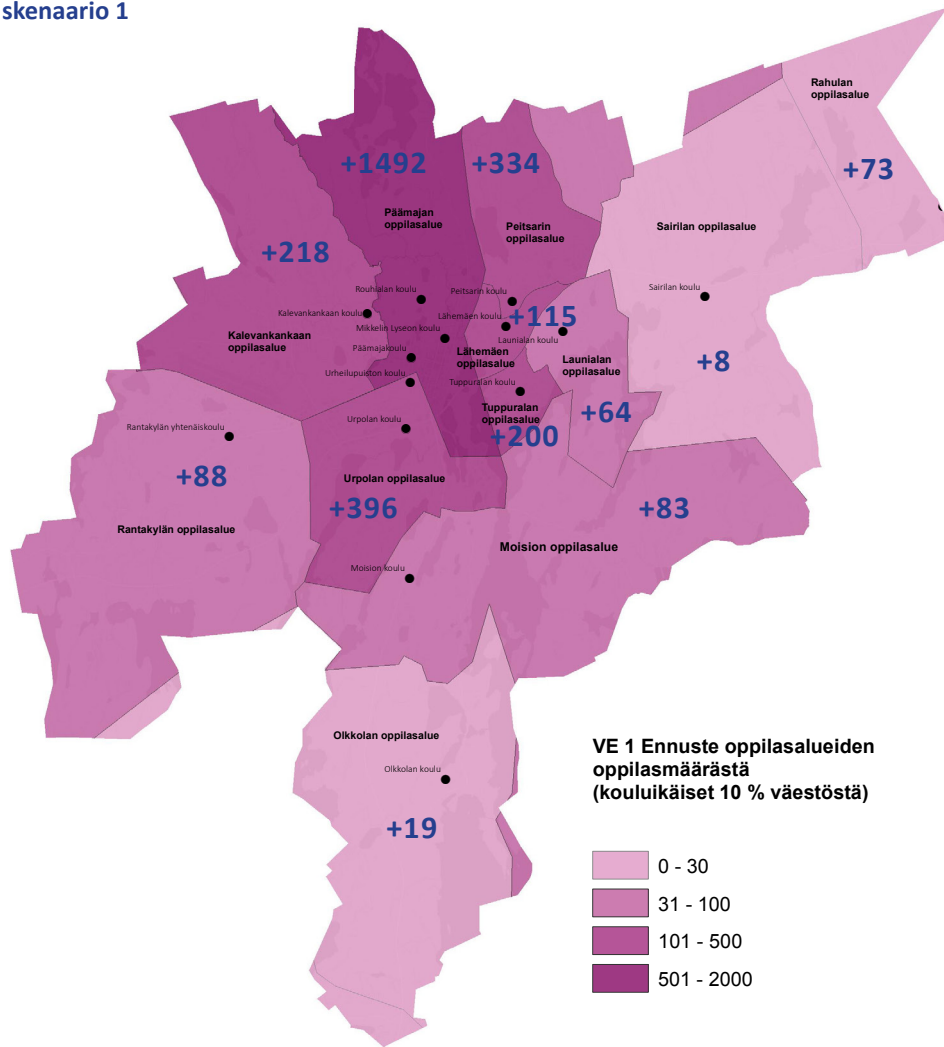 skenaario 1
Rahulan
oppilasalue
+1492
+334
+73
Päämajan
oppilasalue
Peitsarin
oppilasalue
Sairilan oppilasalue
+218
Rouhialan koulu
Peitsarin koulu
Sairilan koulu
Kalevankankaan koulu
Lähemäen koulu
+115
Mikkelin Lyseon koulu
Launialan koulu
Kalevankankaan
oppilasalue
Päämajakoulu
Lähemäen
oppilasalue
Launialan
oppilasalue
+8
Urheilupuiston koulu
Tuppuralan koulu
Tuppuralan
oppilasalue
+64
Rantakylän yhtenäiskoulu
Urpolan koulu
+200
+88
Urpolan oppilasalue
+396
+83
Rantakylän oppilasalue
Moision oppilasalue
Moision koulu
Olkkolan oppilasalue
Olkkolan koulu
+19
VE 1 Ennuste oppilasalueiden
oppilasmäärästä
(kouluikäiset 10 % väestöstä)
0 - 30
31 - 100
101 - 500
501 - 2000